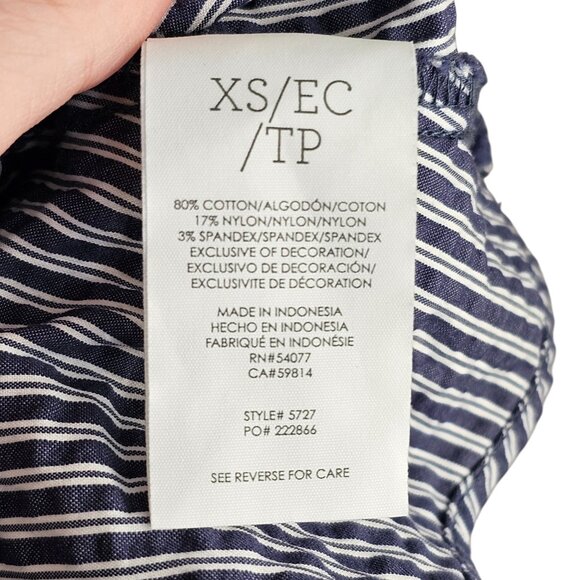 XS/EC
/TP
80% COTTON/ALGODÓN/COTON
17% NYLON/NYLON/NYLON
3% SPANDEX/SPANDEX/SPANDEX
EXCLUSIVE OF DECORATION/
EXCLUSIVO DE DECORACIÓN/
EXCLUSIVITE DE DÉCORATION
MADE IN INDONESIA
HECHO EN INDONESIA
FABRIQUÉ EN INDONÉSIE
RN#54077
CA#59814
STYLE# 5727
PO# 222866
SEE REVERSE FOR CARE